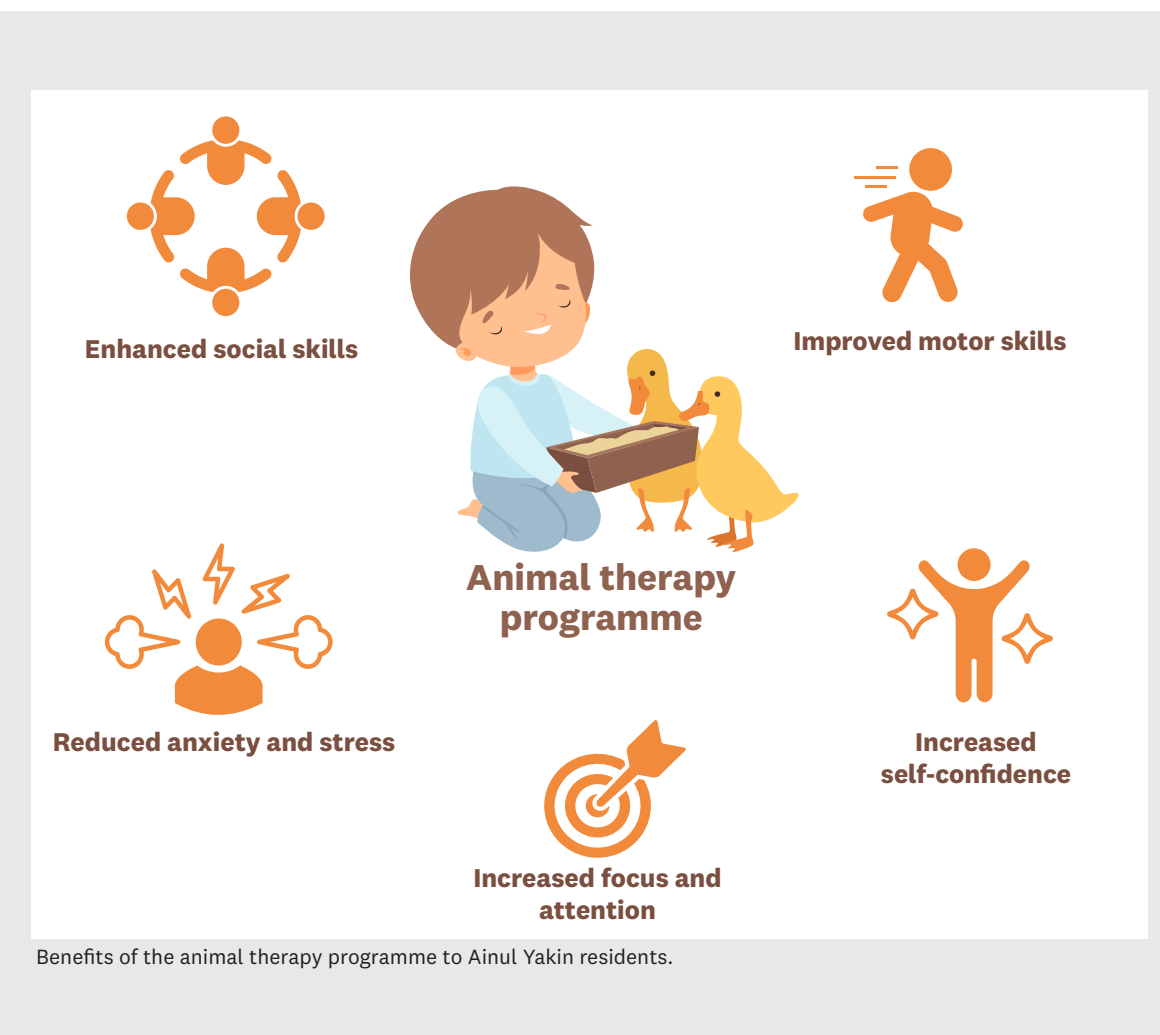 Enhanced social skills
Improved motor skills
Animal therapy
programme
Reduced anxiety and stress
Increased
self-confidence
Increased focus and
attention
Benefits of the animal therapy programme to Ainul Yakin residents.